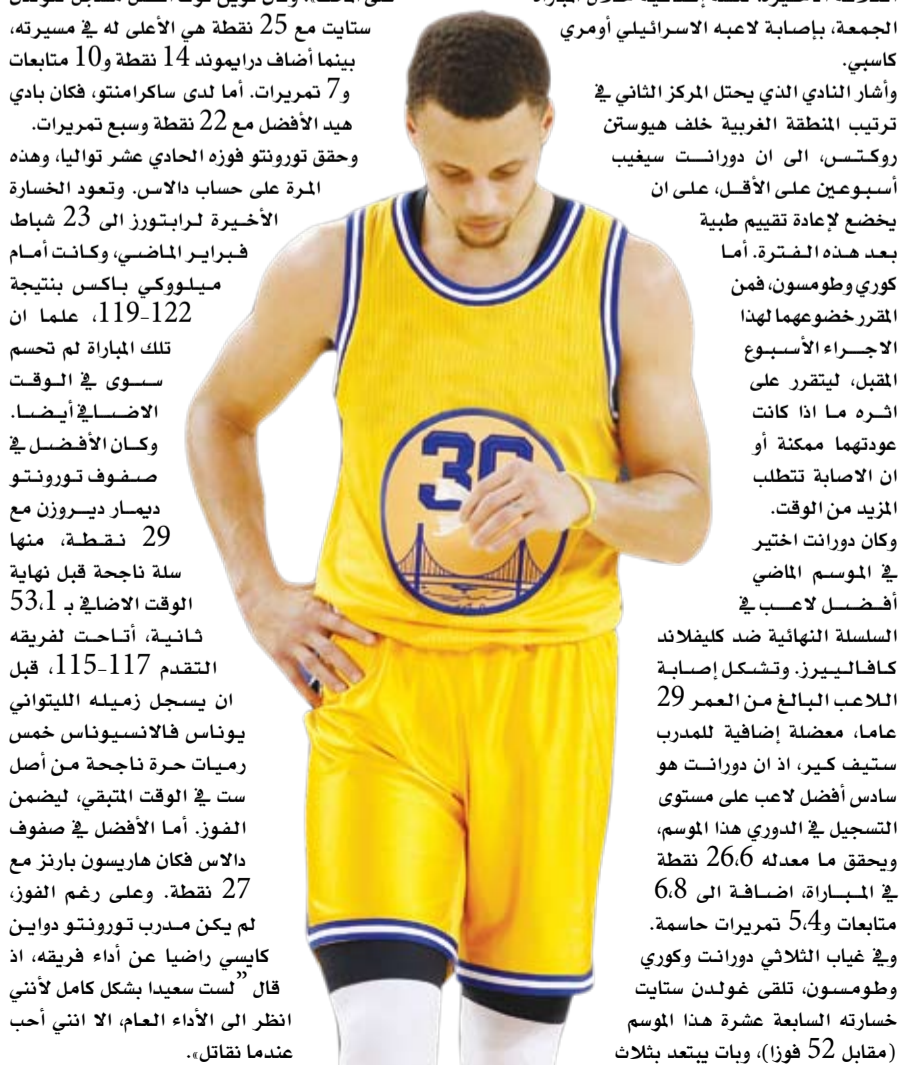 الجمعة، بإصابة لاعبه الاسرائيلي أومري
كاسبي.
وأشار النادي الذي يحتل المركز الثاني في
ترتيب المنطقة الغربية خلف هيوستن
روكتس، الى ان دورانت سيغيب
أسبوعين على الأقل، على ان
يخضع لإعادة تقييم طبية
بعد هذه الفترة. أما
كوري وطومسون، فمن
المقرر خضوعهما لهذا
الاجراء الأسبوع
المقبل، ليتقرر على
اثره ما اذا كانت
عودتهما ممكنة أو
ان الاصابة تتطلب
المزيد من الوقت.
وكان دورانت اختير
في الموسم الماضي
أفضل لاعب في
السلسلة النهائية ضد كليفلاند
كافالييرز. وتشكل إصابة
اللاعب البالغ من العمر 29
عاما، معضلة إضافية للمدرب
ستيف كير، اذ ان دورانت هو
سادس أفضل لاعب على مستوى
التسجيل في الدوري هذا الموسم،
ويحقق ما معدله 26،6 نقطة
في المباراة، اضافة الى 6،8
متابعات و5،4 تمريرات حاسمة.
وفي غياب الثلاثي دورانت وكوري
وطومسون، تلقى غولدن ستايت
خسارته السابعة عشرة هذا الموسم
(مقابل 52 فوزا)، وبات يبتعد بثلاث
ستايت مع 25 نقطة هي الأعلى له في مسيرته،
بينما أضاف درايموند 14 نقطة و10 متابعات
و7 تمريرات. أما لدى ساكرامنتو، فكان بادي
هيد الأفضل مع 22 نقطة وسبع تمريرات.
وحقق تورونتو فوزه الحادي عشر تواليا، وهذه
المرة على حساب دالاس. وتعود الخسارة
الأخيرة لرابتورز الى 23 شباط
فبراير الماضي، وكانت أمام
ميلووكي باكس بنتيجة
119-122، علما ان
تلك المباراة لم تحسم
سوى في الوقت
الاضافي أيضا.
وكان الأفضل في
صفوف تورونتو
ديمار ديروزن مع
29 نقطة، منها
سلة ناجحة قبل نهاية
الوقت الاضافي بـ 53،1
ثانية، أتاحت لفريقه
التقدم 117-115، قبل
ان يسجل زميله الليتواني
يوناس فالانسيوناس خمس
رميات حرة ناجحة من أصل
ست في الوقت المتبقي، ليضمن
الفوز. أما الأفضل في صفوف
دالاس فكان هاريسون بارنز مع
27 نقطة. وعلى رغم الفوز،
لم يكن مدرب تورونتو دواين
كايسي راضيا عن أداء فريقه، اذ
قال ”لست سعيدا بشكل كامل لأنني
انظر الى الأداء العام، الا انني أحب
عندما نقاتل».
30